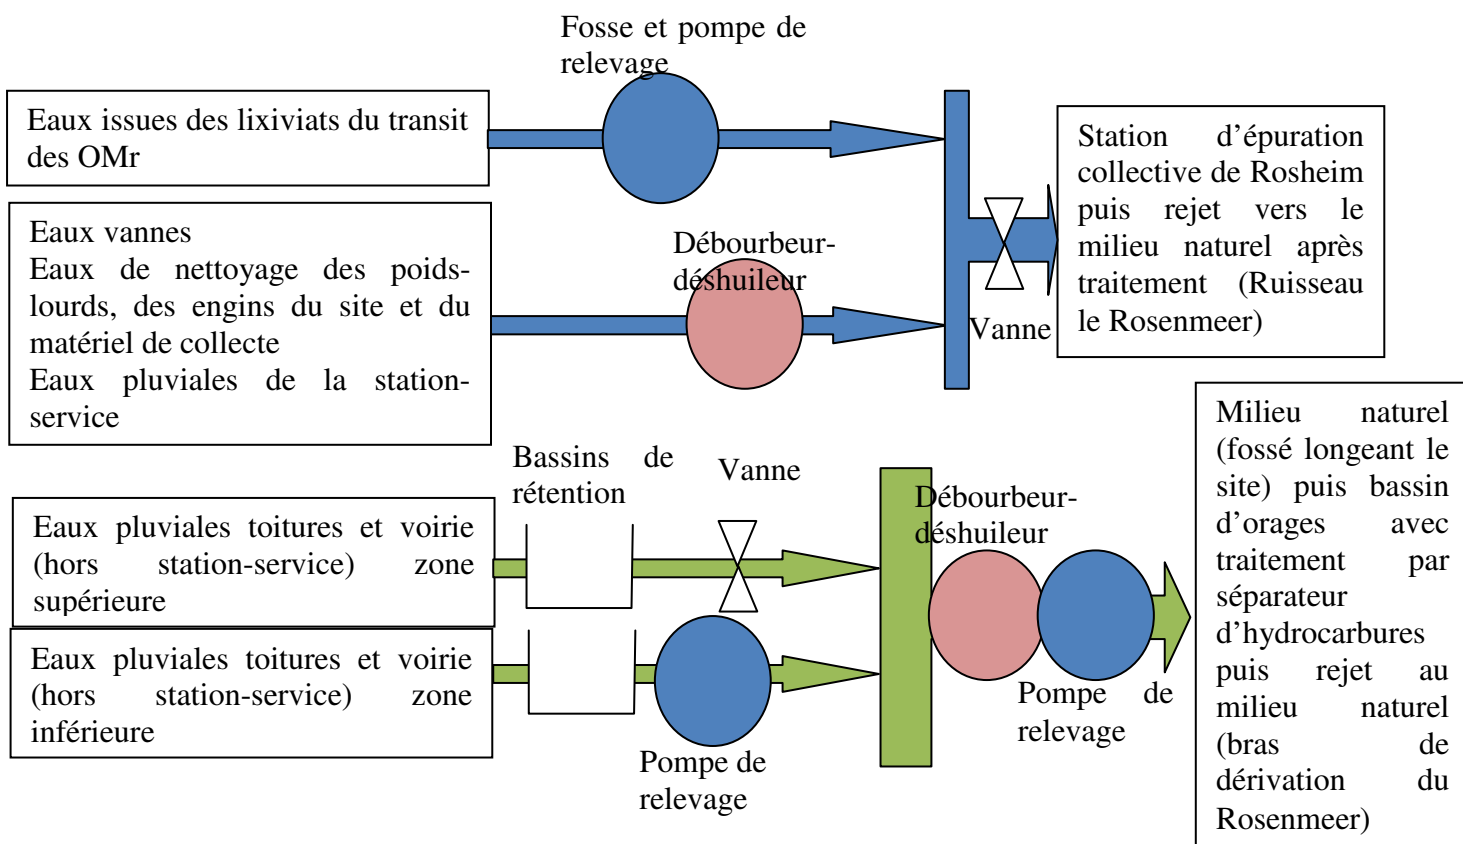 Fosse et pompe de
relevage
Eaux issues des lixiviats du transit
des OMr
Station d’épuration
collective de Rosheim
puis rejet vers le
milieu naturel après
traitement (Ruisseau
le Rosenmeer)
Eaux vannes
Eaux de nettoyage des poids-
lourds, des engins du site et du
matériel de collecte
Eaux pluviales de la station-
service
Débourbeur-
déshuileur
Vanne
Bassins de
rétention
Vanne
Eaux pluviales toitures et voirie
(hors station-service) zone
supérieure
Débourbeur-
déshuileur
Eaux pluviales toitures et voirie
(hors station-service) zone
inférieure
Pompe de
relevage
Pompe de
relevage
Milieu naturel
(fossé longeant le
site) puis bassin
d’orages avec
traitement par
séparateur
d’hydrocarbures
puis rejet au
milieu naturel
(bras de
dérivation du
Rosenmeer)